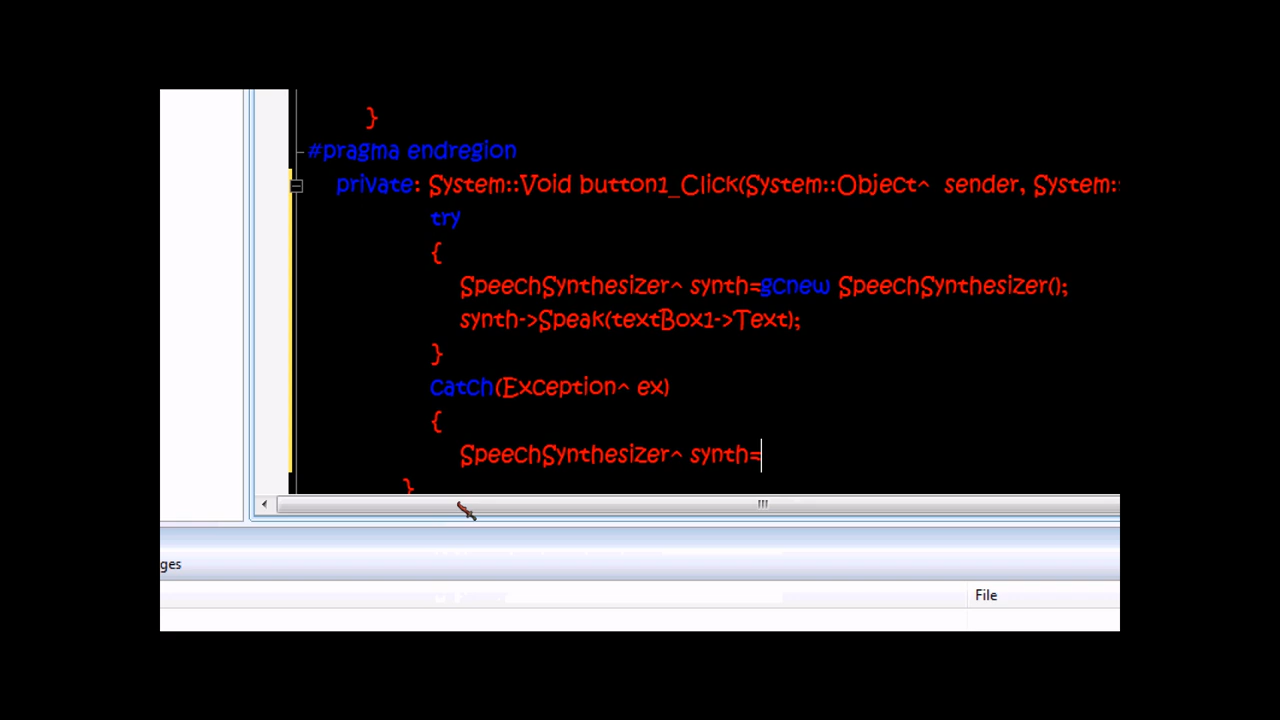 }
#pragma endregion
private: System::Void button1_Click(System::Object^ sender, System::
try
{
SpeechSynthesizer^ synth=gcnew SpeechSynthesizer();
synth->Speak(textBox1->Text);
}
catch(Exception^ ex)
{
SpeechSynthesizer^ synth=
}
ges
File